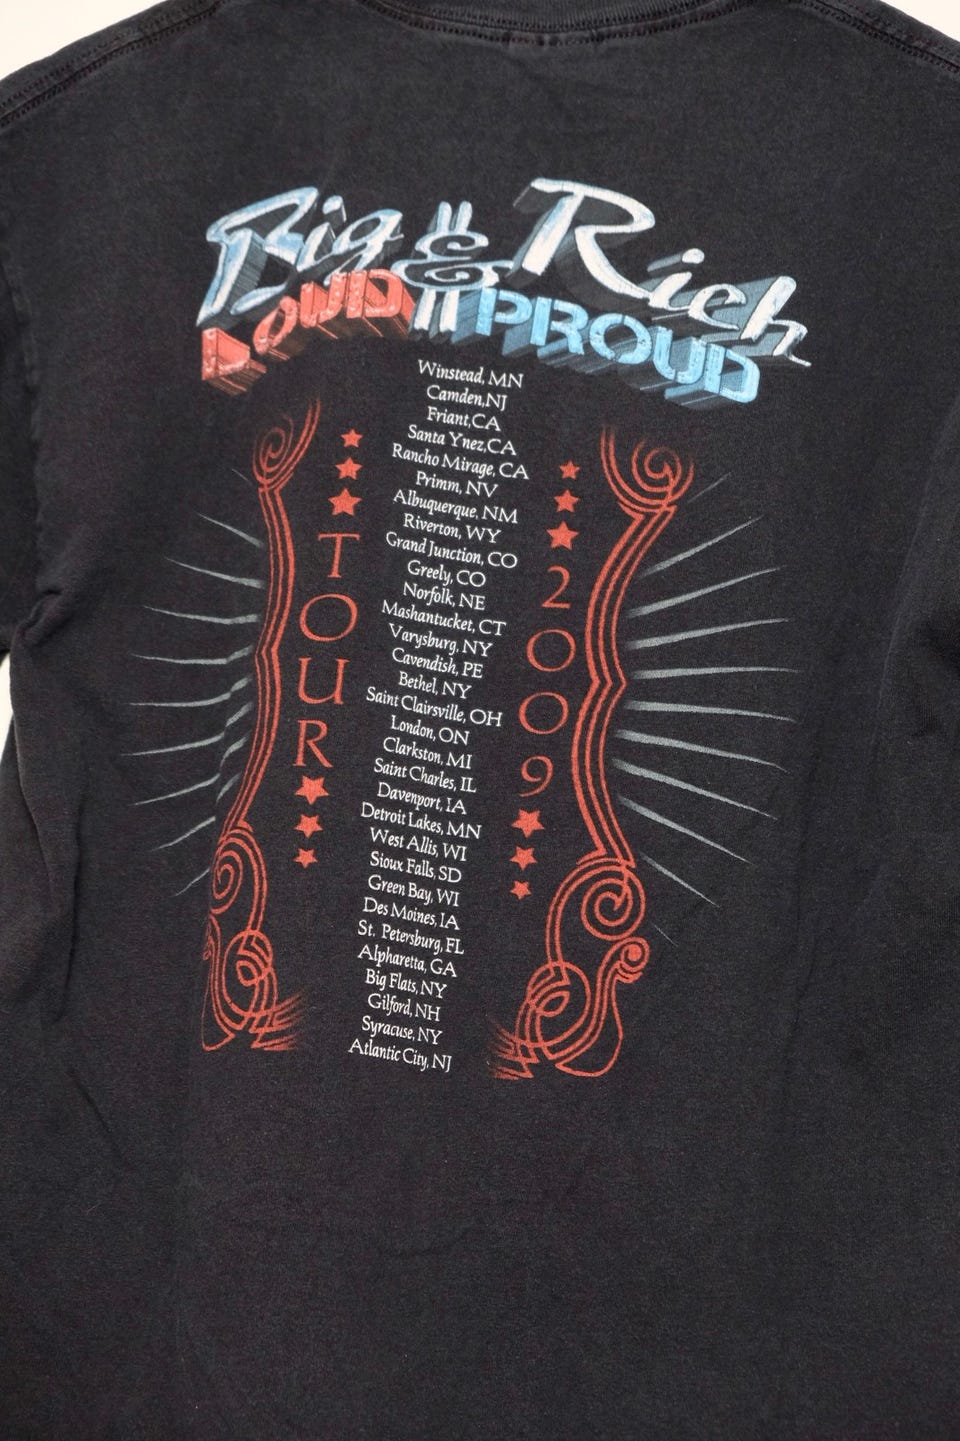 Big & Rich
LOUD PROUD
Winstead, MN
Camden,NJ
Friant,CA
Santa Ynez,CA
Rancho Mirage, CA
Primm, NV
Albuquerque, NM
Riverton, WY
Grand Junction, CO
Greely, CO
Norfolk, NE
Mashantucket, CT
Varysburg, NY
Cavendish, PE
Bethel, NY
Saint Clairsville, OH
London, ON
Clarkston, MI
Saint Charles, IL
Davenport, IA
Detroit Lakes, MN
West Allis, WI
Sioux Falls, SD
Green Bay, WI
Des Moines, IA
St. Petersburg, FL
Alpharetta, GA
Big Flats, NY
Gilford, NH
Syracuse, NY
Atlantic City, NJ
TOUR
2009